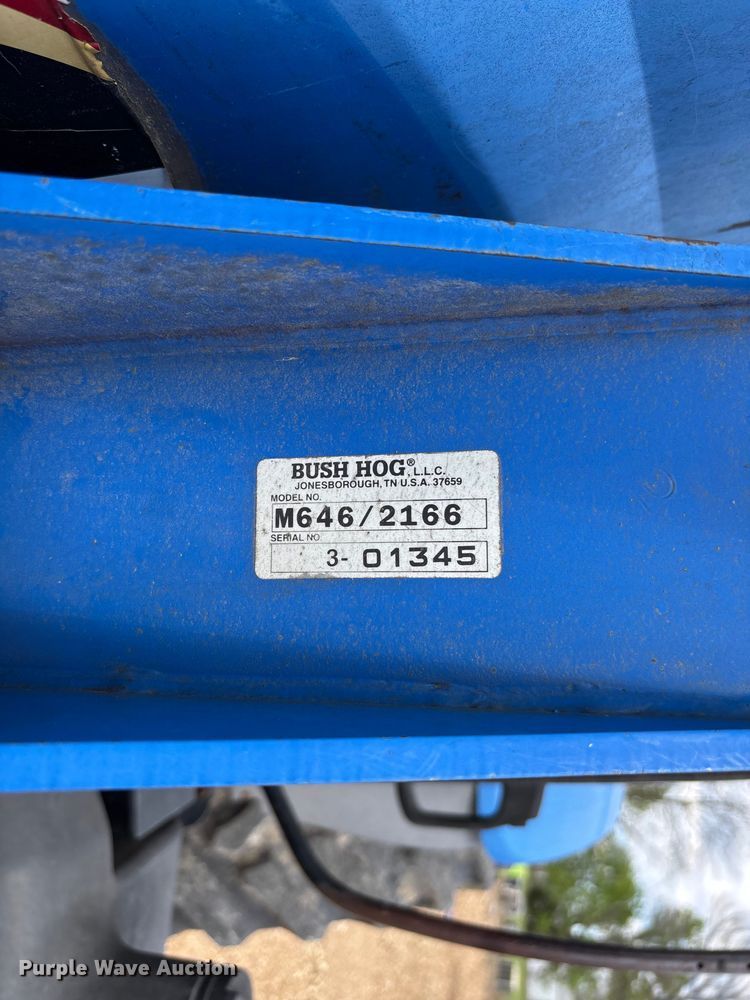 BUSH HOG®, L.L.C.
JONESBOROUGH, TN U.S.A. 37659
MODEL NO.
M646/2166
SERIAL NO
3- 01345
Purple Wave Auction